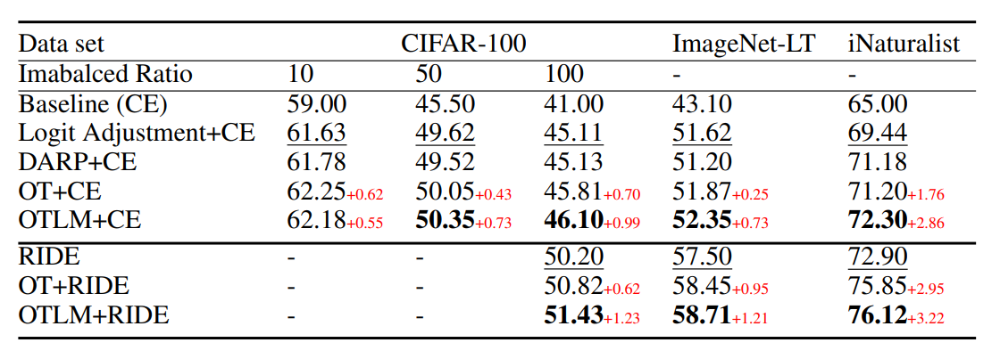 Data set CIFAR-100 ImageNet-LT iNaturalist
Imabalced Ratio 10 50 100 - -
Baseline (CE) 59.00 45.50 41.00 43.10 65.00
Logit Adjustment+CE 61.63 49.62 45.11 51.62 69.44
DARP+CE 61.78 49.52 45.13 51.20 71.18
OT+CE 62.25+0.62 50.05+0.43 45.81+0.70 51.87+0.25 71.20+1.76
OTLM+CE 62.18+0.55 50.35+0.73 46.10+0.99 52.35+0.73 72.30+2.86
RIDE - - 50.20 57.50 72.90
OT+RIDE - - 50.82+0.62 58.45+0.95 75.85+2.95
OTLM+RIDE - - 51.43+1.23 58.71+1.21 76.12+3.22